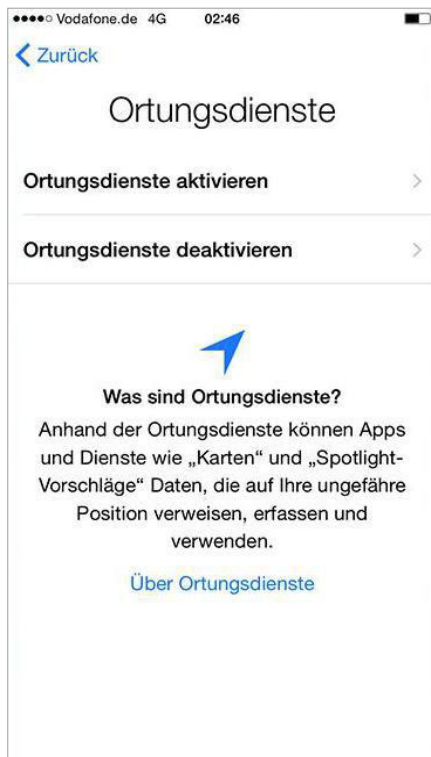 Vodafone.de 4G 02:46
Zurück
Ortungsdienste
Ortungsdienste aktivieren
Ortungsdienste deaktivieren
Was sind Ortungsdienste?
Anhand der Ortungsdienste können Apps
und Dienste wie „Karten“ und „Spotlight-
Vorschläge“ Daten, die auf Ihre ungefähre
Position verweisen, erfassen und
verwenden.
Über Ortungsdienste